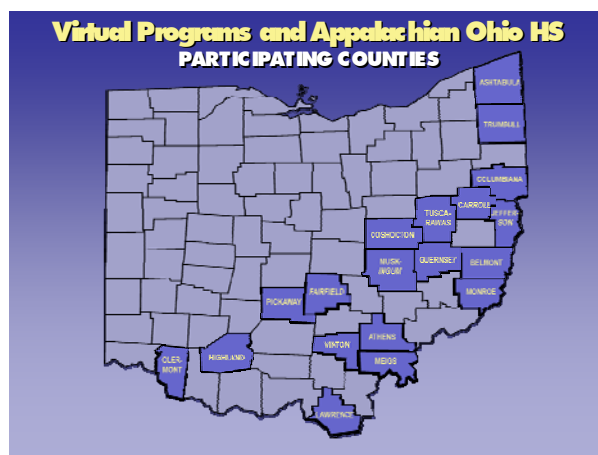 Virtual Programs and Appalachian Ohio HS
PARTICIPATING COUNTIES
ASHTABULA
TRUMBULL
COLUMBIANA
CARROLL
JEFFER-
SON
TUSCA-
RAWAS
COSHOCTON
MUSK-
INGUM
GUERNSEY
BELMONT
MONROE
FAIRFIELD
PICKAWAY
ATHENS
VINTON
MEIGS
HIGHLAND
CLER-
MONT
LAWRENCE